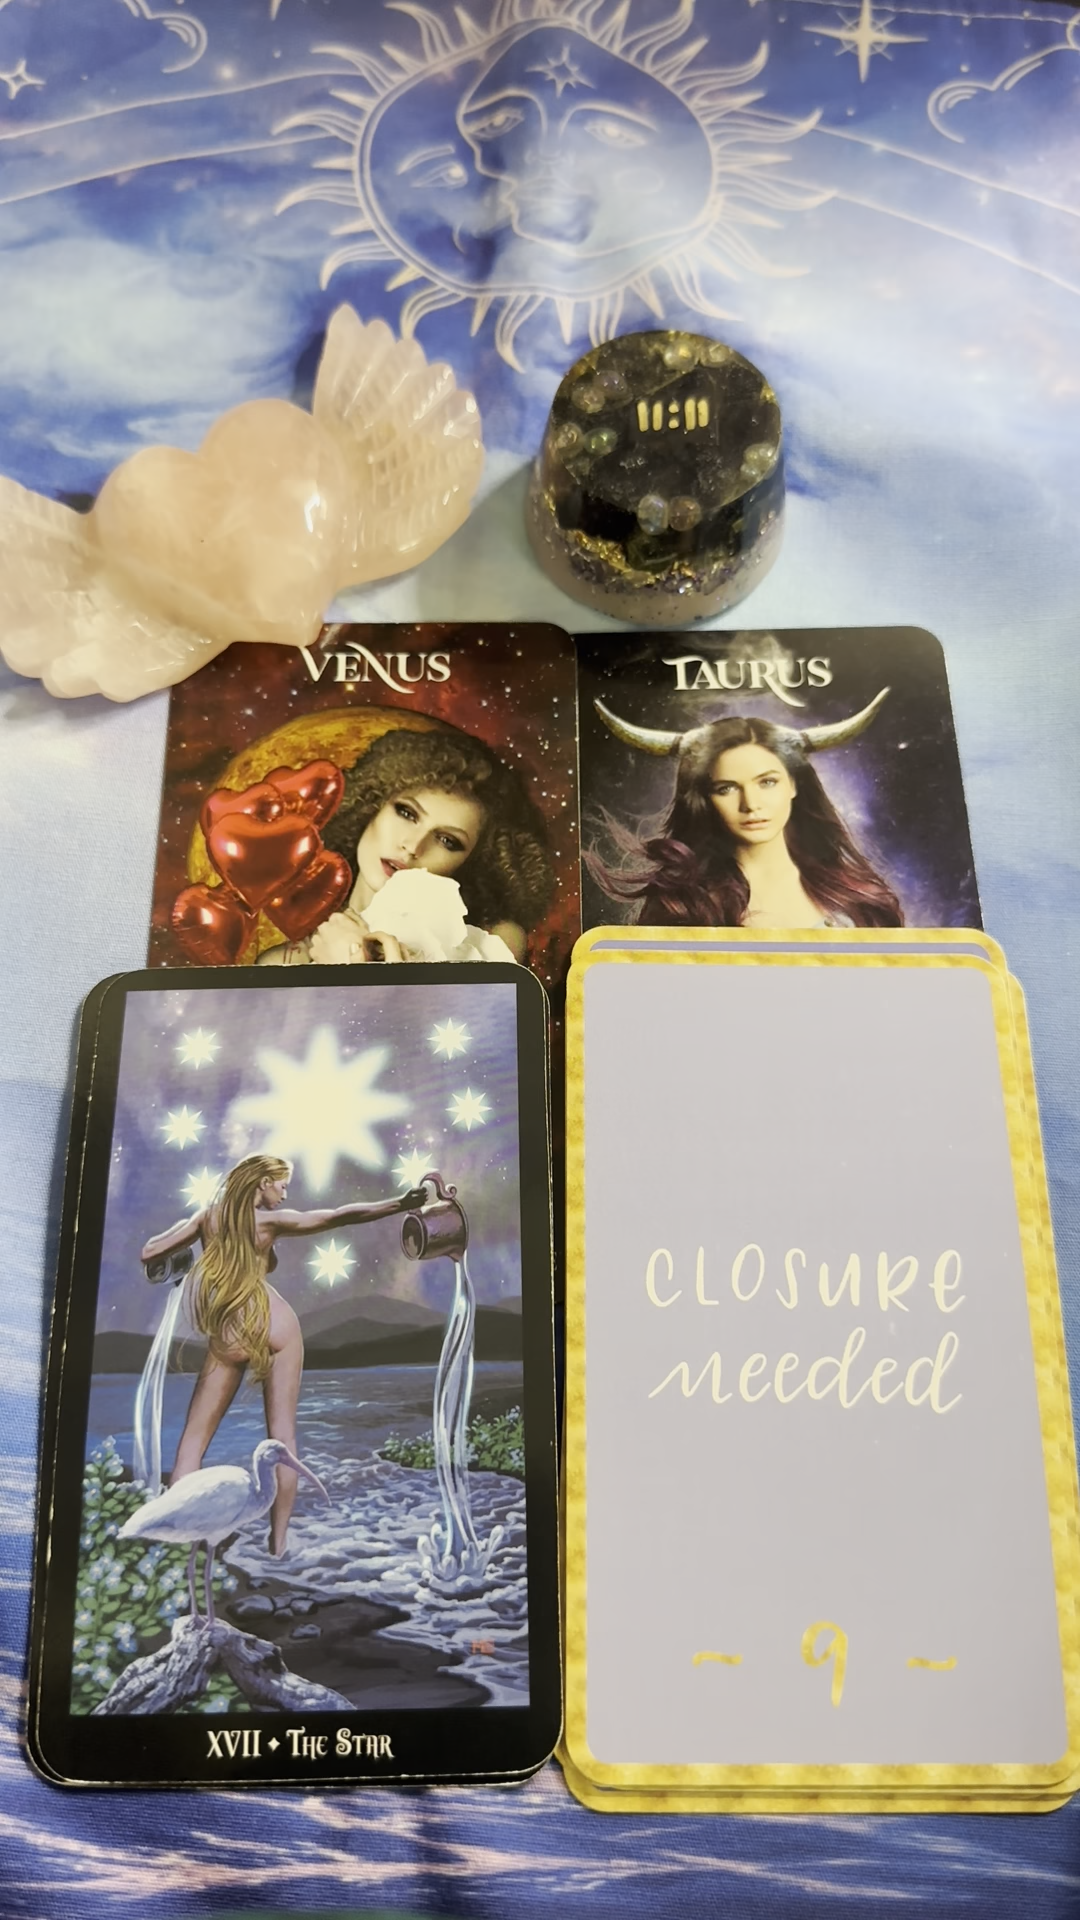 11:11
VENUS
TAURUS
CLOSURE
needed
~ 9 ~
XVII ♦ THE STAR